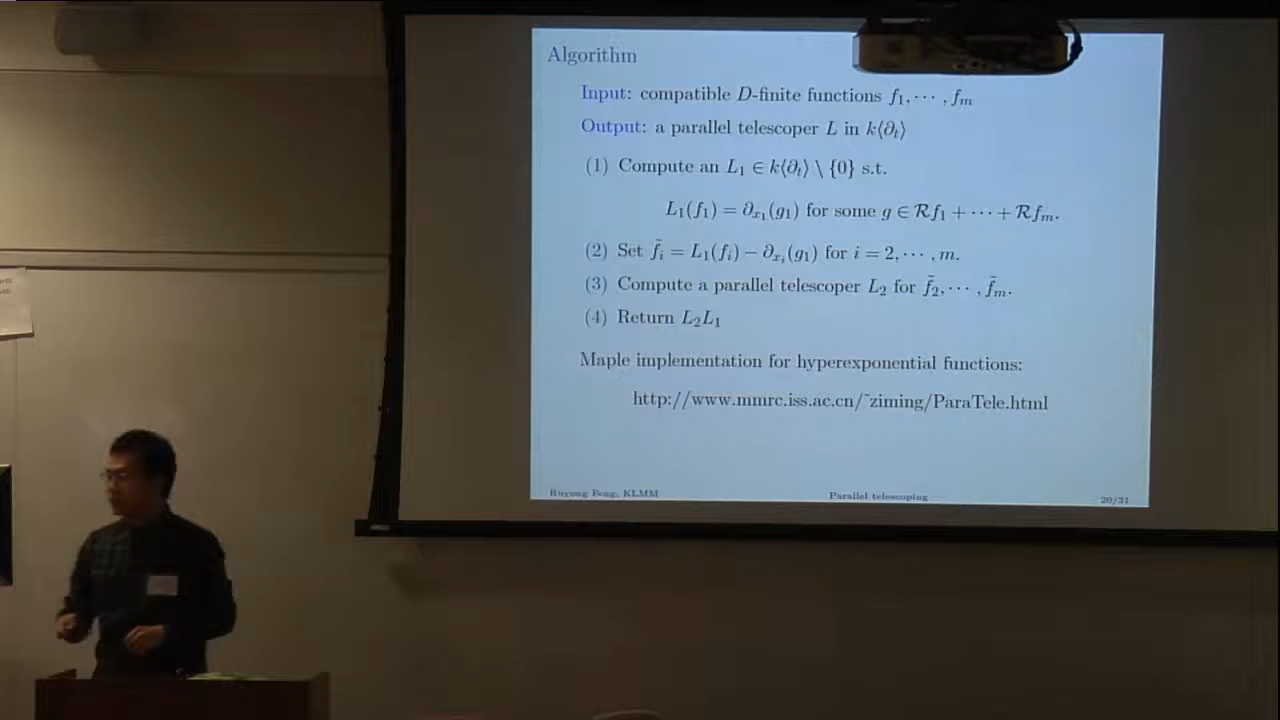 Algorithm
Input: compatible D-finite functions f₁, ⋯ , fₘ
Output: a parallel telescoper L in k⟨∂ₜ⟩
(1) Compute an L₁ ∈ k⟨∂ₜ⟩ \ {0} s.t.
L₁(f₁) = ∂ₓ₁(g₁) for some g ∈ ℛf₁ + ⋯ + ℛfₘ.
(2) Set f̃ᵢ = L₁(fᵢ) − ∂ₓᵢ(g₁) for i = 2, ⋯ , m.
(3) Compute a parallel telescoper L₂ for f̃₂, ⋯ , f̃ₘ.
(4) Return L₂L₁
Maple implementation for hyperexponential functions:
http://www.mmrc.iss.ac.cn/~ziming/ParaTele.html
Ruyong Feng, KLMM Parallel telescoping 20/31